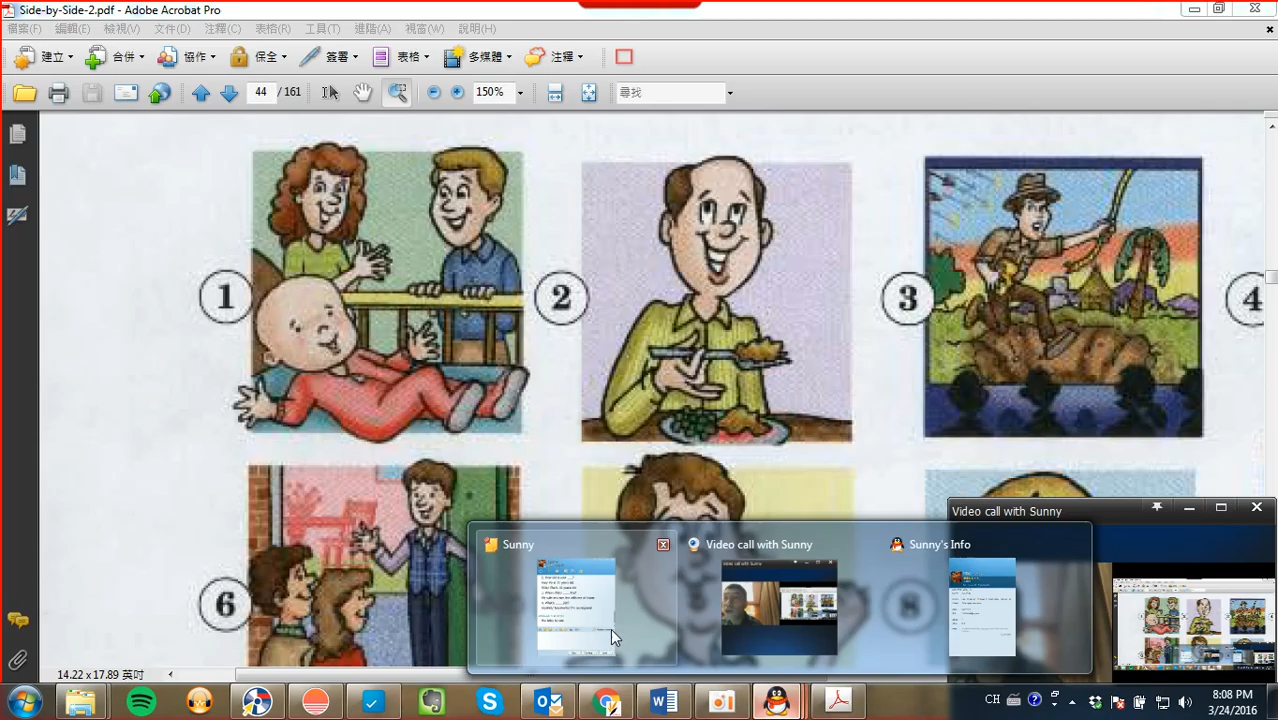 Side-by-Side-2.pdf - Adobe Acrobat Pro
檔案(F) 編輯(E) 檢視(V) 文件(D) 注釋(C) 表格(R) 工具(T) 進階(A) 視窗(W) 說明(H)
建立 合併 協作 保全 簽署 表格 多媒體 注釋
44 / 161 150% 尋找
1
2
3
4
6
Video call with Sunny
Sunny
Video call with Sunny
Sunny's Info
14.22 x 17.89 英吋
CH
8:08 PM
3/24/2016